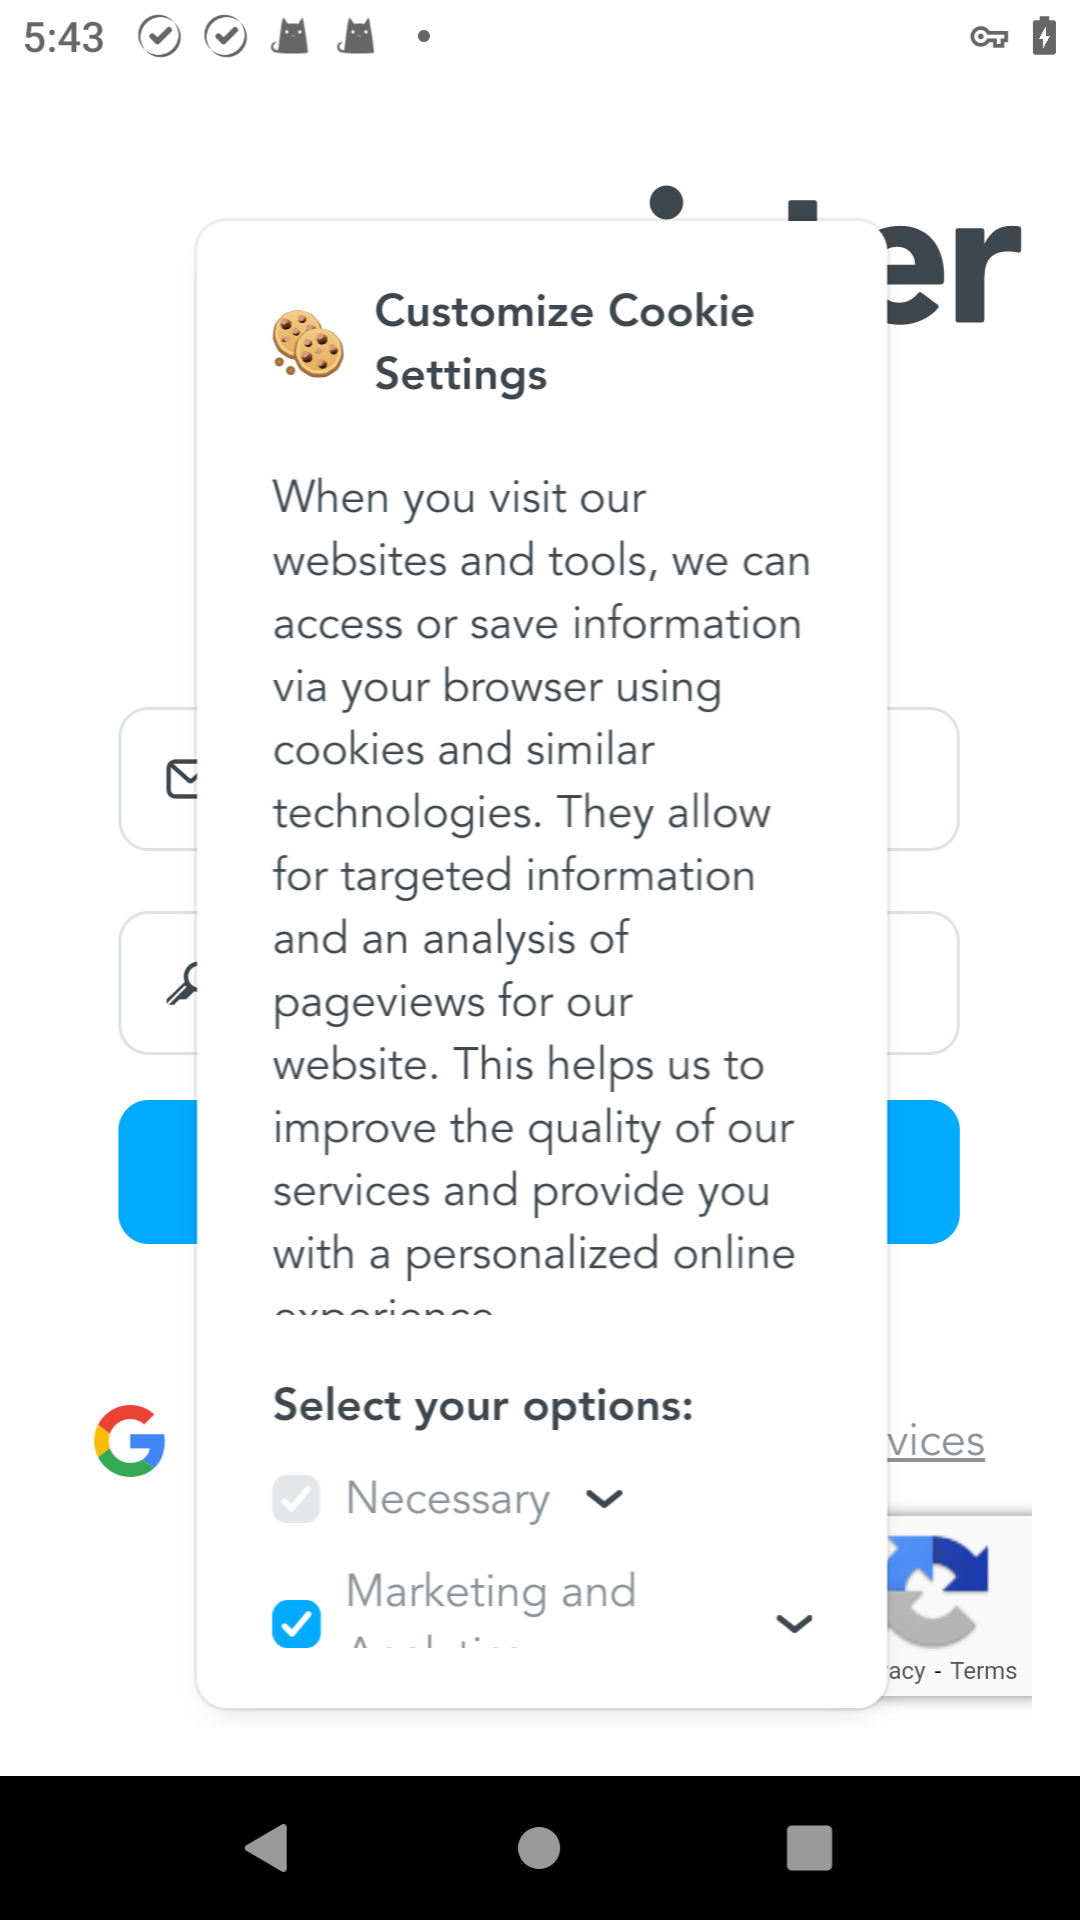 5:43
er
Customize Cookie
Settings
When you visit our
websites and tools, we can
access or save information
via your browser using
cookies and similar
technologies. They allow
for targeted information
and an analysis of
pageviews for our
website. This helps us to
improve the quality of our
services and provide you
with a personalized online
experience
Select your options:
vices
Necessary
Marketing and
Analytics
acy - Terms